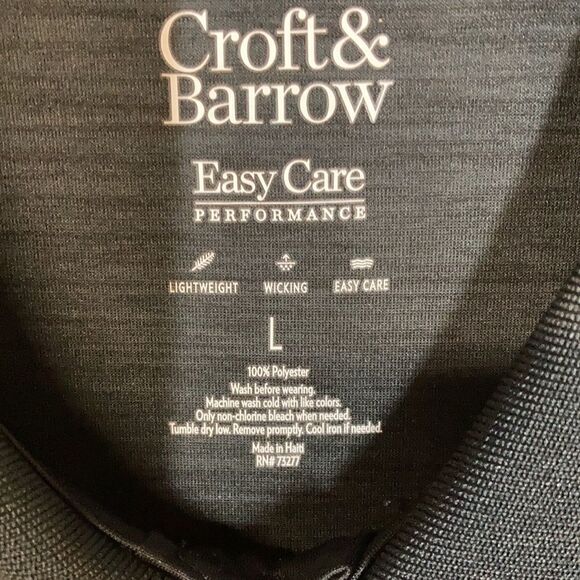 Croft&
Barrow
Easy Care
PERFORMANCE
LIGHTWEIGHT WICKING EASY CARE
L
100% Polyester
Wash before wearing.
Machine wash cold with like colors.
Only non-chlorine bleach when needed.
Tumble dry low. Remove promptly. Cool iron if needed.
Made in Haiti
RN# 73277